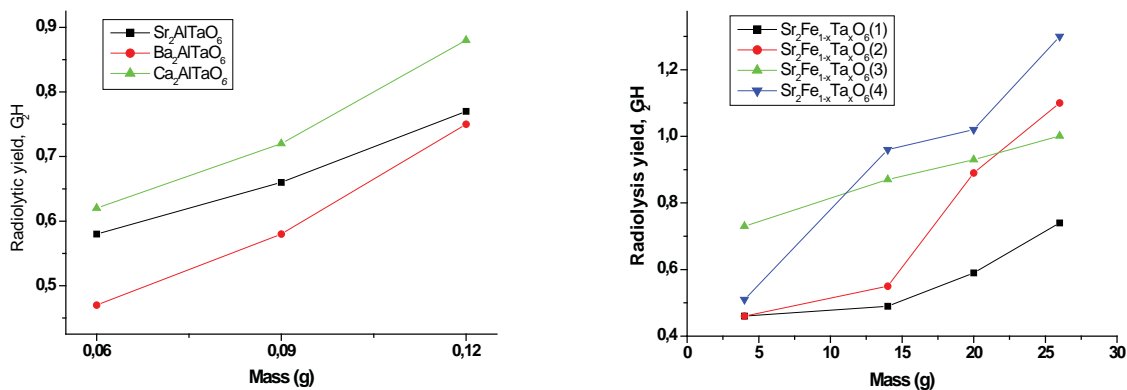 Sr₂AlTaO₆
Ba₂AlTaO₆
Ca₂AlTaO₆
Radiolytic yield, G₂H
0,9
0,8
0,7
0,6
0,5
0,06
0,09
0,12
Mass (g)
Sr₂Fe₁₋ₓTaₓO₆(1)
Sr₂Fe₁₋ₓTaₓO₆(2)
Sr₂Fe₁₋ₓTaₓO₆(3)
Sr₂Fe₁₋ₓTaₓO₆(4)
Radiolysis yield, G₂H
1,2
1,0
0,8
0,6
0,4
0
5
10
15
20
25
30
Mass (g)